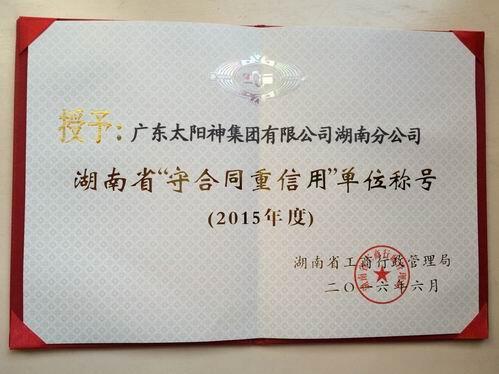 授予：广东太阳神集团有限公司湖南分公司
湖南省“守合同重信用”单位称号
(2015年度)
湖南省工商行政管理局
二〇一六年六月